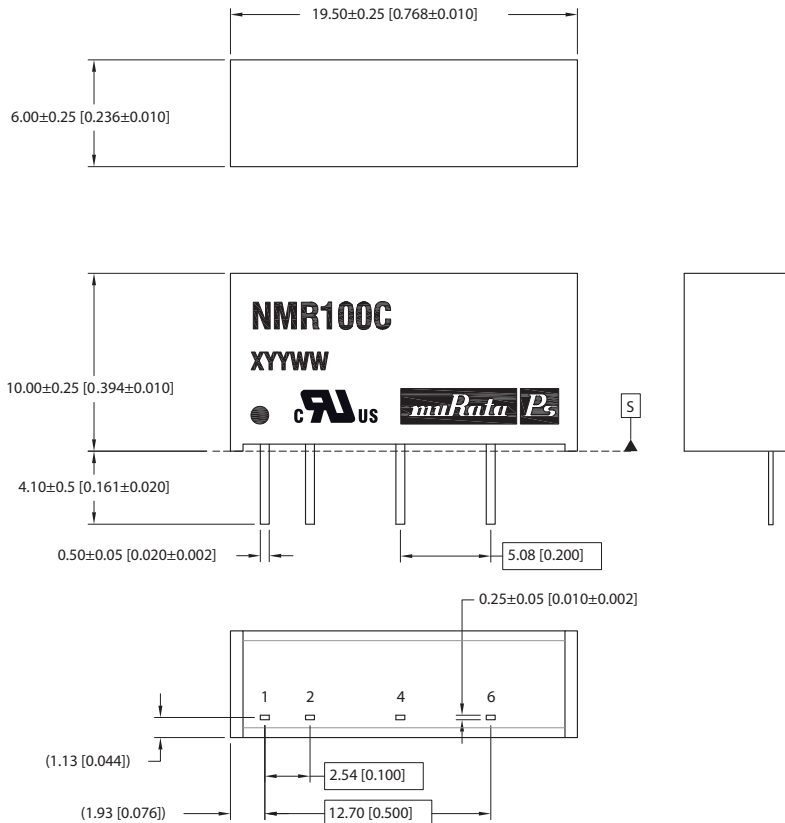 19.50±0.25 [0.768±0.010]
6.00±0.25 [0.236±0.010]
NMR100C
XYYWW
10.00±0.25 [0.394±0.010]
c RU US
muRata Ps
S
4.10±0.5 [0.161±0.020]
0.50±0.05 [0.020±0.002]
5.08 [0.200]
0.25±0.05 [0.010±0.002]
1 2 4 6
(1.13 [0.044])
2.54 [0.100]
(1.93 [0.076])
12.70 [0.500]